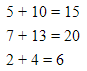 5 + 10 = 15
7 + 13 = 20
2 + 4 = 6